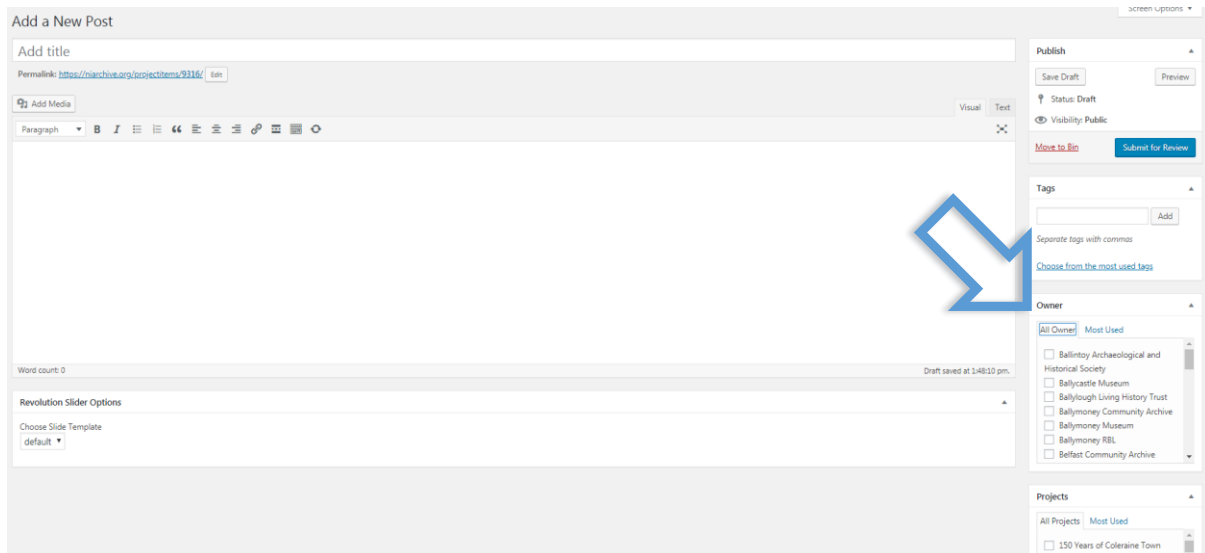 Screen Options
Add a New Post
Add title
Permalink: https://niarchive.org/projectitems/9316/ Edit
Add Media
Visual Text
Paragraph B I
Word count: 0 Draft saved at 1:48:10 pm.
Revolution Slider Options
Choose Slide Template
default
Publish
Save Draft Preview
Status: Draft
Visibility: Public
Move to Bin Submit for Review
Tags
Add
Separate tags with commas
Choose from the most used tags
Owner
All Owner Most Used
Ballintoy Archaeological and
Historical Society
Ballycastle Museum
Ballylough Living History Trust
Ballymoney Community Archive
Ballymoney Museum
Ballymoney RBL
Belfast Community Archive
Projects
All Projects Most Used
150 Years of Coleraine Town